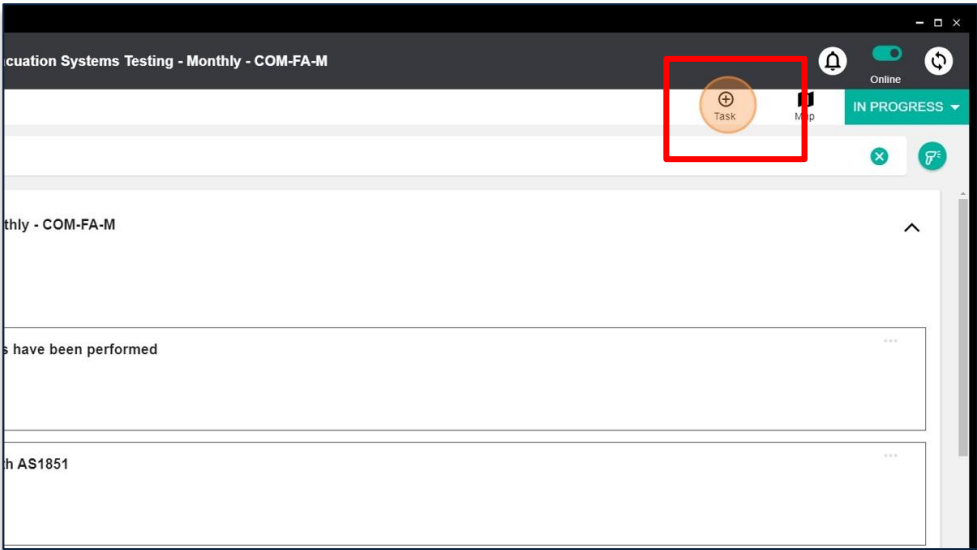 cuation Systems Testing - Monthly - COM-FA-M
Online
Task
Map
IN PROGRESS
thly - COM-FA-M
s have been performed
th AS1851